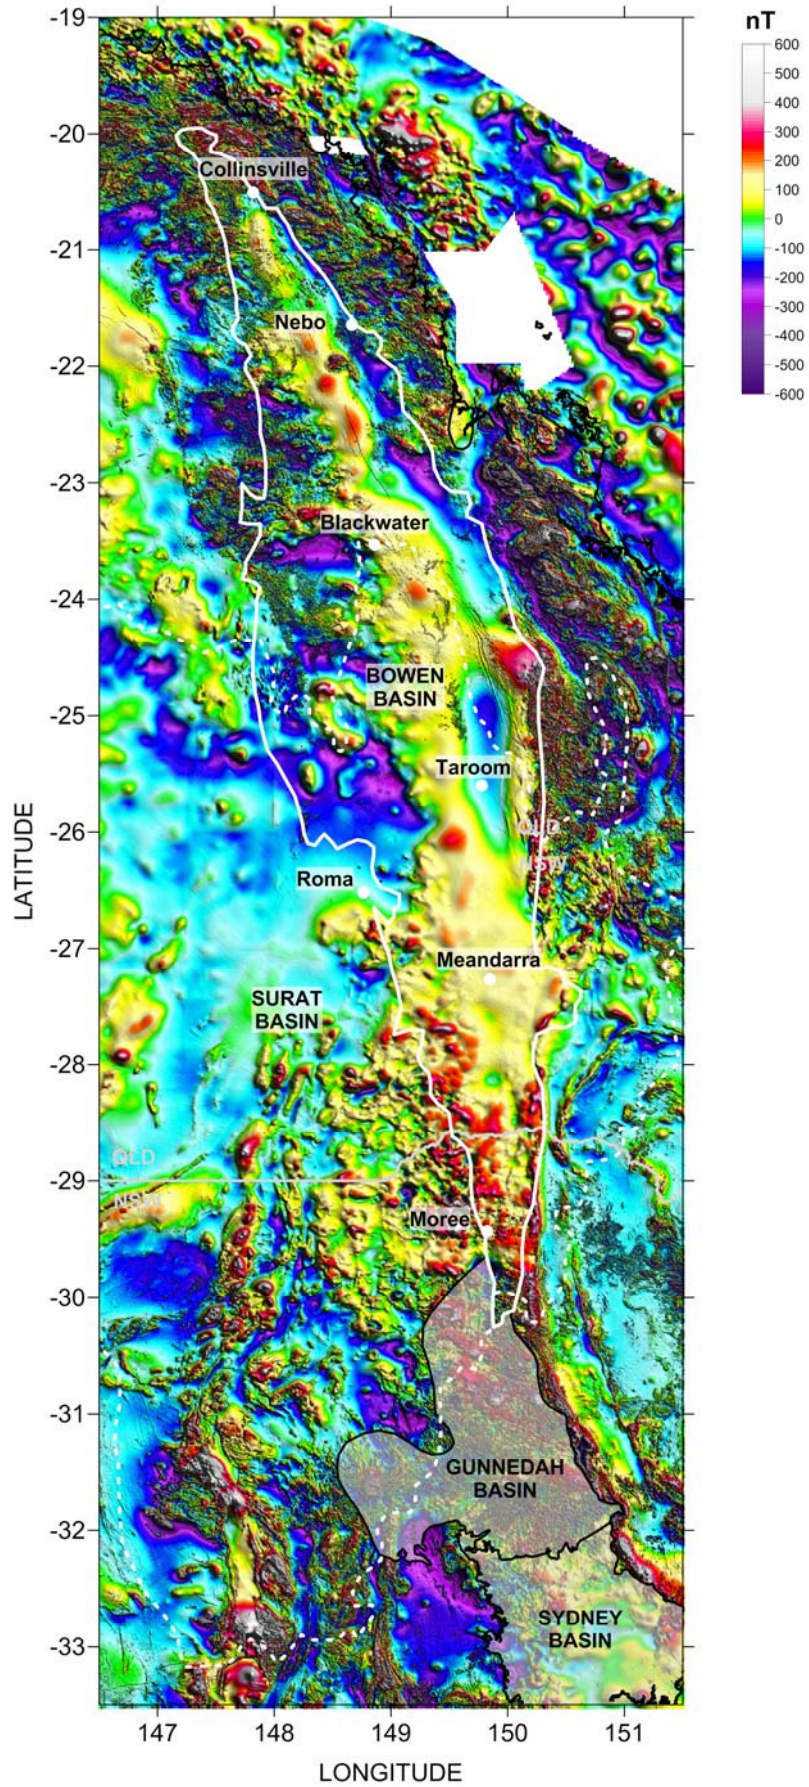 nT
-19
600
500
400
300
200
100
0
-100
-200
-300
-400
-500
-600
-20
Collinsville
-21
Nebo
-22
-23
Blackwater
-24
BOWEN
BASIN
-25
Taroom
QLD
-26
NSW
Roma
-27
Meandarra
SURAT
BASIN
-28
QLD
-29
NSW
Moree
-30
-31
GUNNEDAH
BASIN
-32
SYDNEY
BASIN
-33
LATITUDE
147
148
149
150
151
LONGITUDE